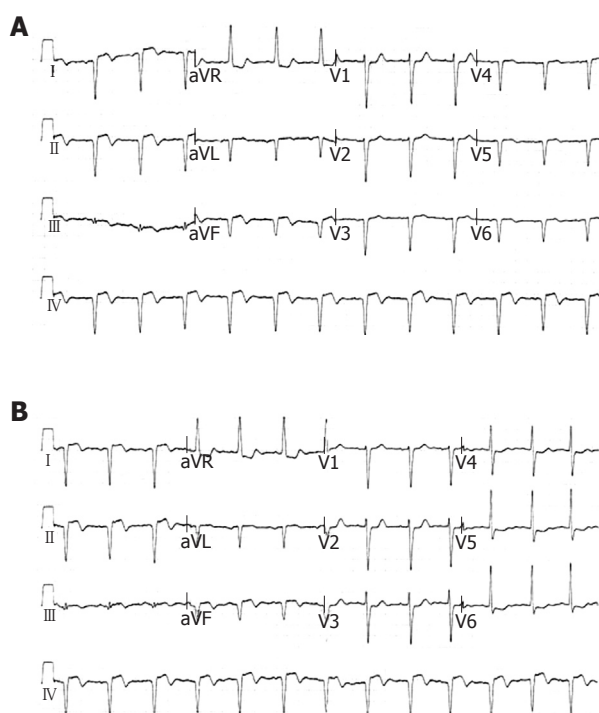 A
I aVR V1 V4
II aVL V2 V5
III aVF V3 V6
IV
B
I aVR V1 V4
II aVL V2 V5
III aVF V3 V6
IV